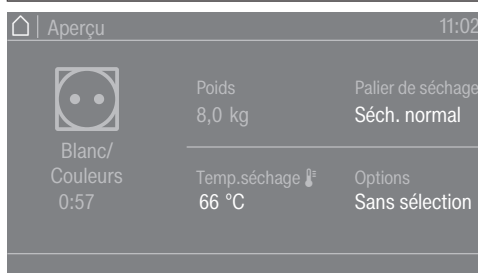 Aperçu 11:02
Poids
8,0 kg
Palier de séchage
Séch. normal
Blanc/
Couleurs
0:57
Temp.séchage
66 °C
Options
Sans sélection